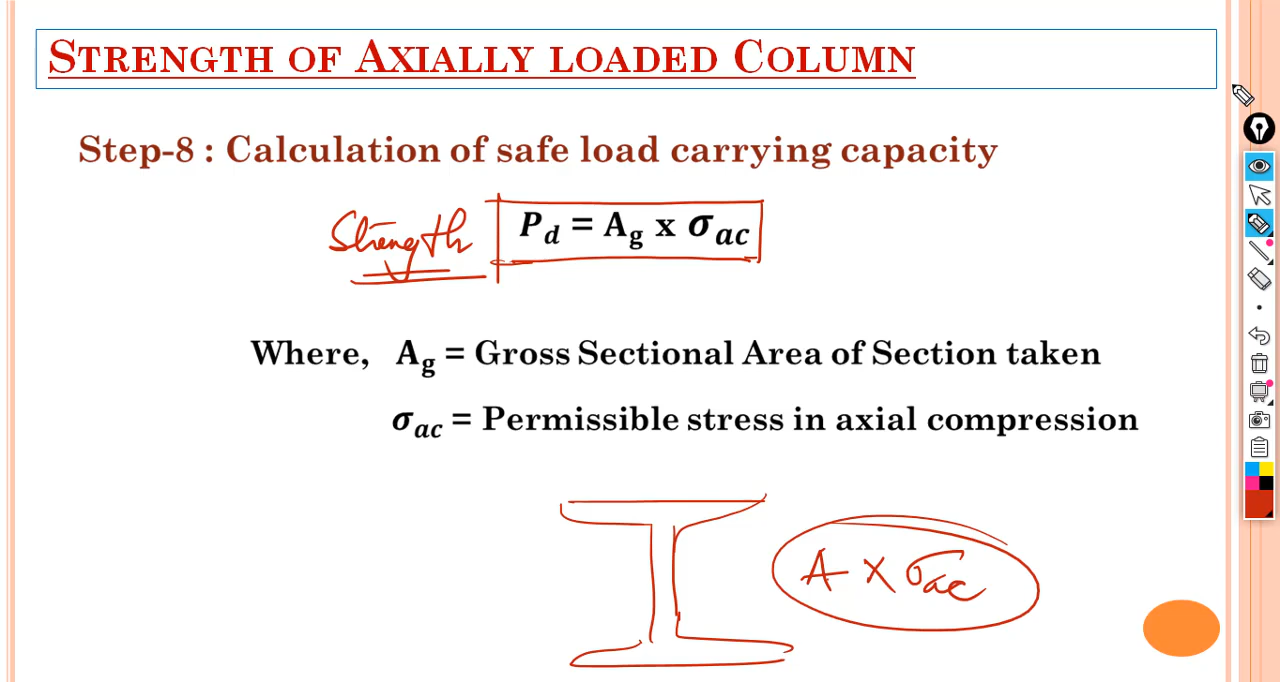 STRENGTH OF AXIALLY LOADED COLUMN
Step-8 : Calculation of safe load carrying capacity
Strength P_d = A_g x σ_ac
Where, A_g = Gross Sectional Area of Section taken
σ_ac = Permissible stress in axial compression
A x σ_ac